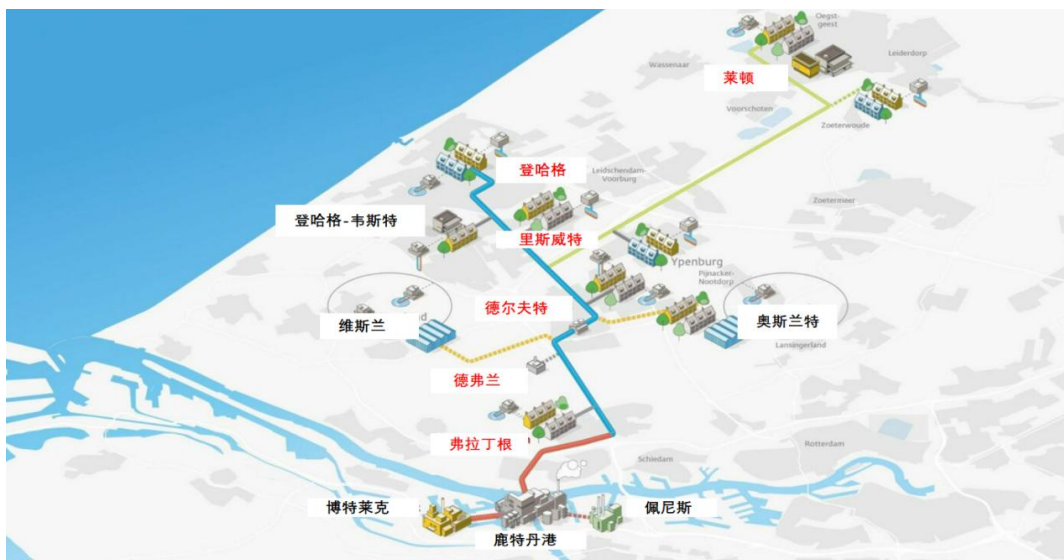 Oegst-
geest
Wassenaar
Leiderdorp
莱顿
Voorschoten
Zoeterwoude
登哈格
Leidschendam-
Voorburg
登哈格-韦斯特
Zoetermeer
里斯威特
Ypenburg
Pijnacker-
Nootdorp
德尔夫特
维斯兰
奥斯兰特
Lansingerland
德弗兰
弗拉丁根
Rotterdam
Schiedam
博特莱克
佩尼斯
鹿特丹港